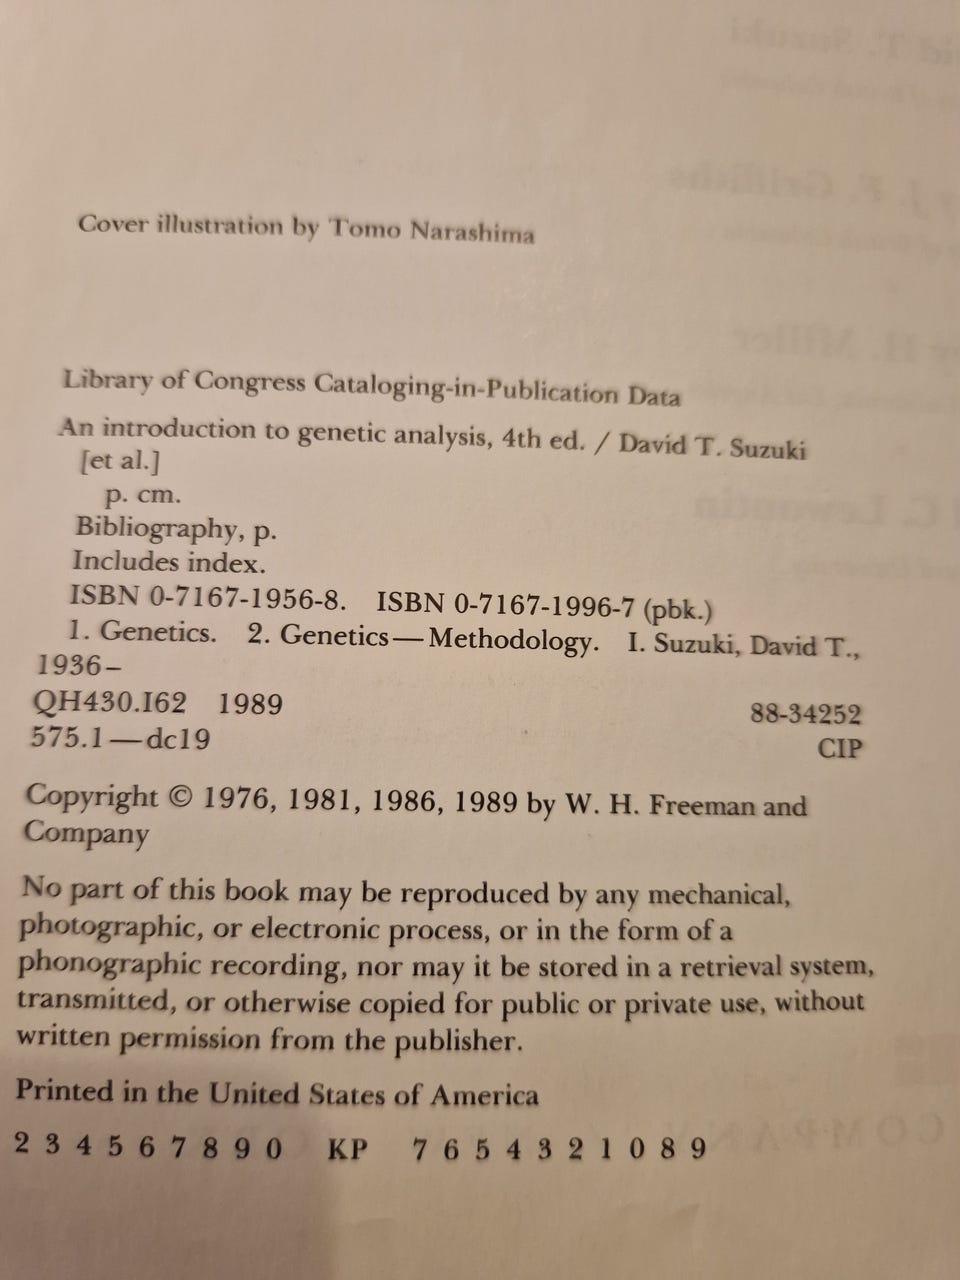 Cover illustration by Tomo Narashima
Library of Congress Cataloging-in-Publication Data
An introduction to genetic analysis, 4th ed. / David T. Suzuki
[et al.]
p. cm.
Bibliography, p.
Includes index.
ISBN 0-7167-1956-8. ISBN 0-7167-1996-7 (pbk.)
1. Genetics. 2. Genetics—Methodology. I. Suzuki, David T.,
1936–
QH430.I62 1989 88-34252
575.1—dc19 CIP
Copyright © 1976, 1981, 1986, 1989 by W. H. Freeman and
Company
No part of this book may be reproduced by any mechanical,
photographic, or electronic process, or in the form of a
phonographic recording, nor may it be stored in a retrieval system,
transmitted, or otherwise copied for public or private use, without
written permission from the publisher.
Printed in the United States of America
2 3 4 5 6 7 8 9 0 KP 7 6 5 4 3 2 1 0 8 9